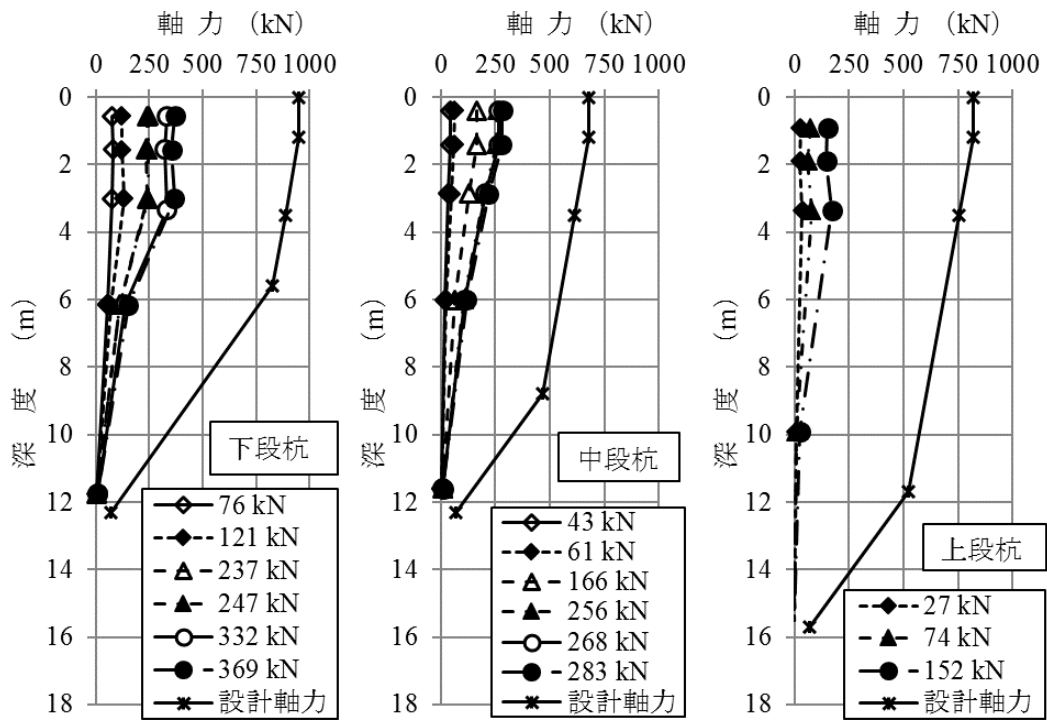 軸 力 (kN)
0 250 500 750 1000
0
2
4
6
8
10
12
14
16
18
深 度 (m)
下段杭
76 kN
121 kN
237 kN
247 kN
332 kN
369 kN
設計軸力
軸 力 (kN)
0 250 500 750 1000
0
2
4
6
8
10
12
14
16
18
深 度 (m)
中段杭
43 kN
61 kN
166 kN
256 kN
268 kN
283 kN
設計軸力
軸 力 (kN)
0 250 500 750 1000
0
2
4
6
8
10
12
14
16
18
深 度 (m)
上段杭
27 kN
74 kN
152 kN
設計軸力